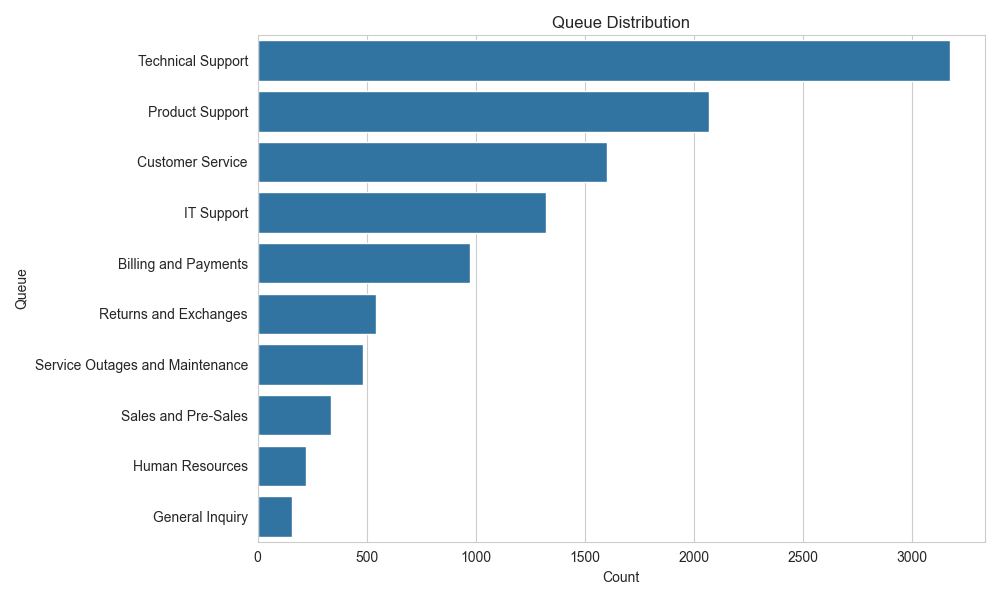 Queue Distribution
Technical Support
Product Support
Customer Service
IT Support
Billing and Payments
Returns and Exchanges
Service Outages and Maintenance
Sales and Pre-Sales
Human Resources
General Inquiry
Queue
0 500 1000 1500 2000 2500 3000
Count